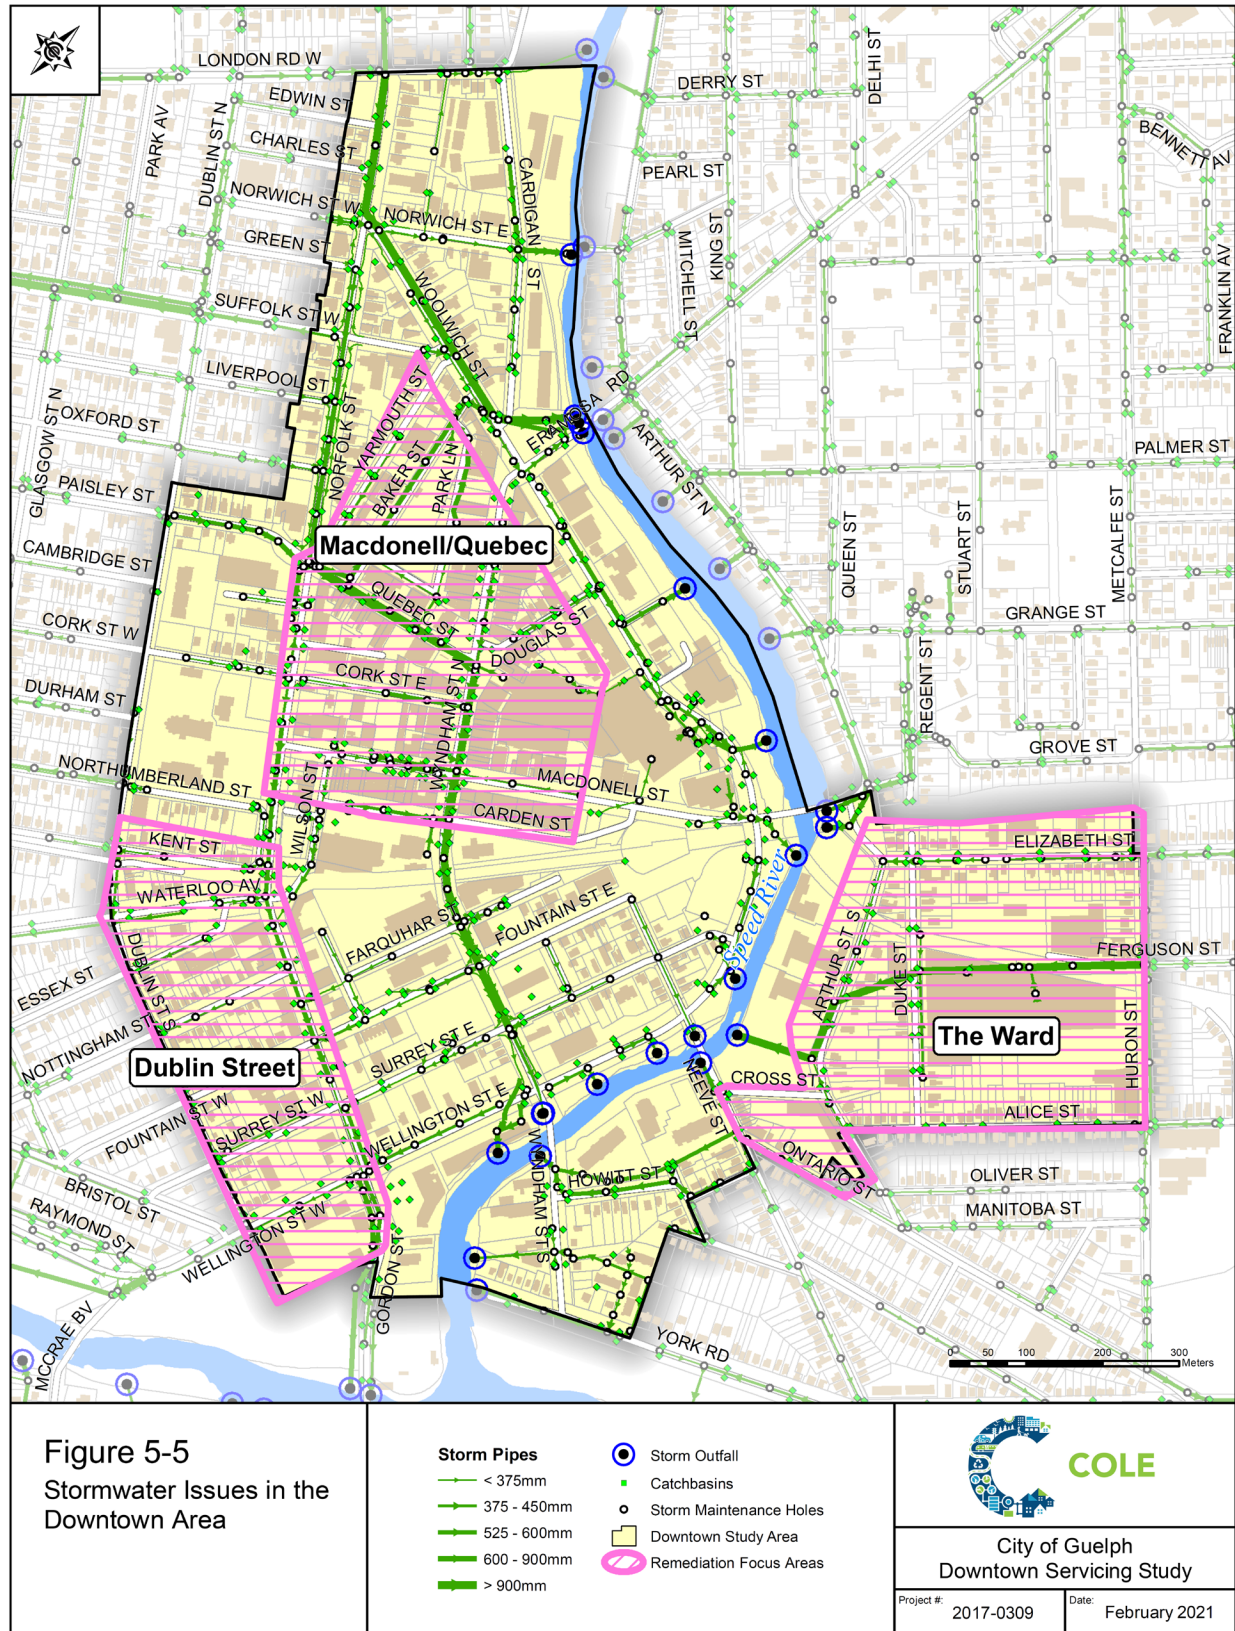 LONDON RD W
EDWIN ST
CHARLES ST
PARK AV
DUBLIN ST N
NORWICH ST W
GREEN ST
NORWICH ST E
CARDIGAN ST
SUFFOLK ST W
WOOLWICH ST
LIVERPOOL ST
OXFORD ST
GLASGOW ST N
PAISLEY ST
NORFOLK ST
YARMOUTH ST
BAKER ST
PARK LN
ERAMOSA RD
DERRY ST
DELHI ST
BENNETT AV
PEARL ST
KING ST
MITCHELL ST
FRANKLIN AV
ARTHUR ST N
PALMER ST
QUEEN ST
STUART ST
METCALFE ST
GRANGE ST
REGENT ST
GROVE ST
CAMBRIDGE ST
CORK ST W
DURHAM ST
NORTHUMBERLAND ST
Macdonell/Quebec
QUEBEC ST
DOUGLAS ST
CORK ST E
WYNDHAM ST N
MACDONELL ST
CARDEN ST
WILSON ST
KENT ST
WATERLOO AV
FARQUHAR ST
FOUNTAIN ST E
Speed River
ELIZABETH ST
FERGUSON ST
ARTHUR ST S
DUKE ST
HURON ST
The Ward
CROSS ST
ALICE ST
ONTARIO ST
OLIVER ST
MANITOBA ST
NEEVE ST
ESSEX ST
DUBLIN ST S
NOTTINGHAM ST
Dublin Street
SURREY ST E
FOUNTAIN ST W
SURREY ST W
WELLINGTON ST E
BRISTOL ST
RAYMOND ST
WELLINGTON ST W
HOWITT ST
WYNDHAM ST S
GORDON ST
MCCRAE BV
YORK RD
0 50 100 200 300
Meters
Figure 5-5
Stormwater Issues in the
Downtown Area
Storm Pipes
< 375mm
375 - 450mm
525 - 600mm
600 - 900mm
> 900mm
Storm Outfall
Catchbasins
Storm Maintenance Holes
Downtown Study Area
Remediation Focus Areas
COLE
City of Guelph
Downtown Servicing Study
Project #: 2017-0309
Date: February 2021